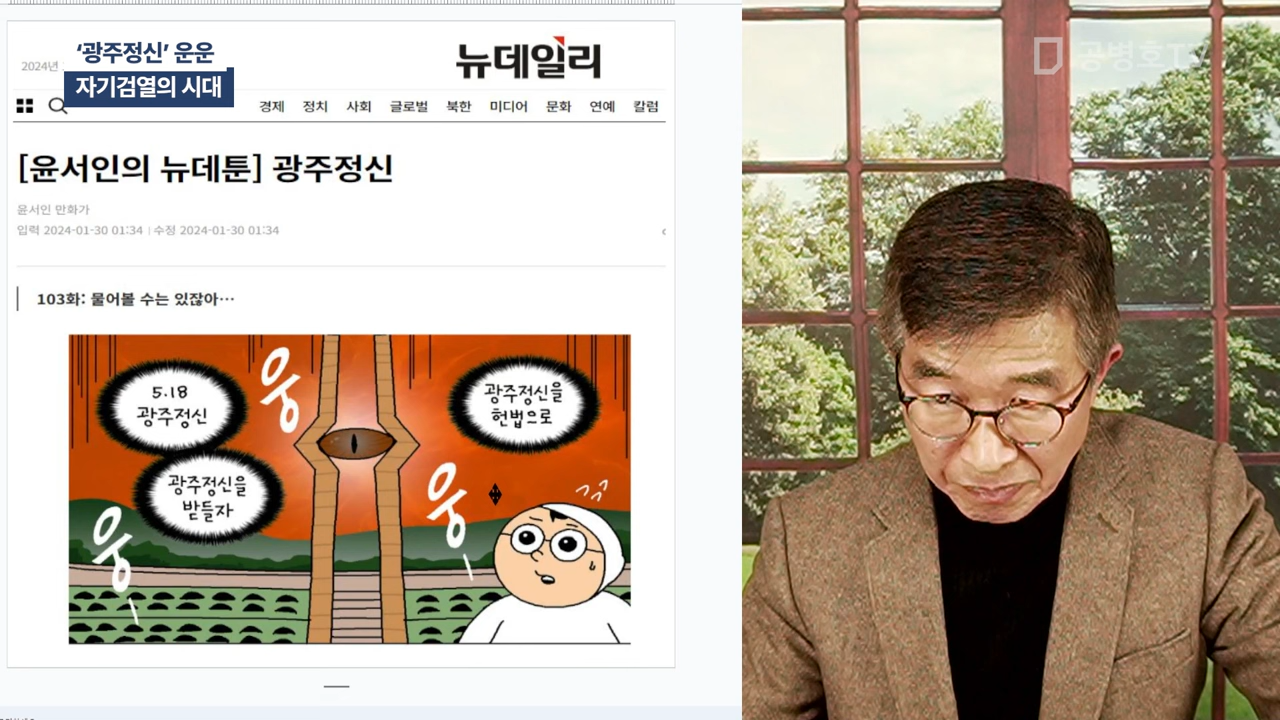 ‘광주정신’ 운운
자기검열의 시대
2024년
뉴데일리
공병호T
경제 정치 사회 글로벌 북한 미디어 문화 연예 칼럼
[윤서인의 뉴데툰] 광주정신
윤서인 만화가
입력 2024-01-30 01:34 | 수정 2024-01-30 01:34
103화: 물어볼 수는 있잖아…
5.18
광주정신
웅
광주정신을
헌법으로
광주정신을
받들자
웅
웅